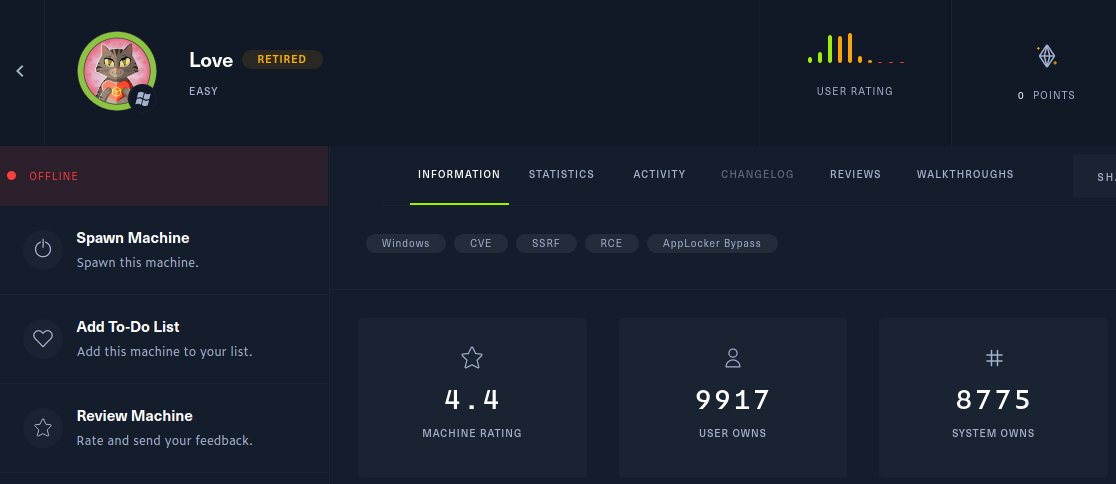 Love RETIRED
EASY
USER RATING
0 POINTS
OFFLINE
INFORMATION STATISTICS ACTIVITY CHANGELOG REVIEWS WALKTHROUGHS
Spawn Machine
Spawn this machine.
Windows CVE SSRF RCE AppLocker Bypass
Add To-Do List
Add this machine to your list.
Review Machine
Rate and send your feedback.
4.4
MACHINE RATING
9917
USER OWNS
8775
SYSTEM OWNS